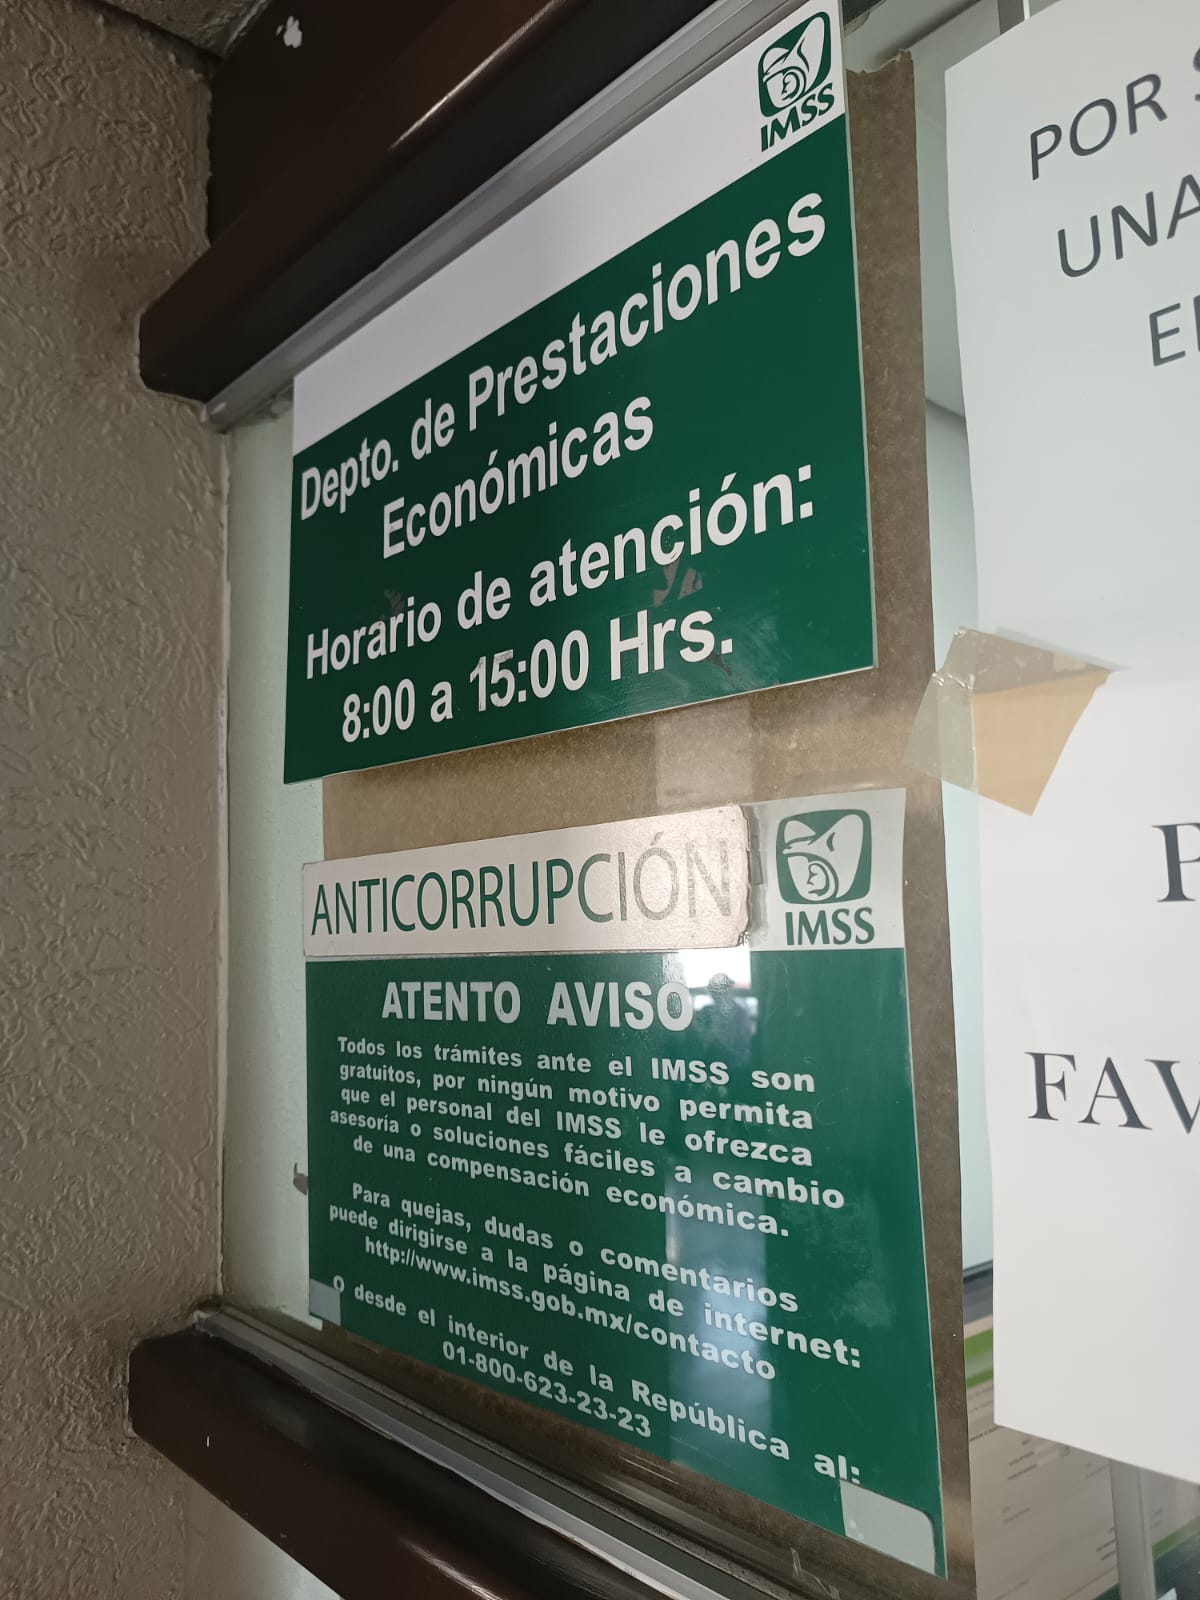 IMSS
Depto. de Prestaciones
Económicas
Horario de atención:
8:00 a 15:00 Hrs.
ANTICORRUPCIÓN
IMSS
ATENTO AVISO
Todos los trámites ante el IMSS son
gratuitos, por ningún motivo permita
que el personal del IMSS le ofrezca
asesoría o soluciones fáciles a cambio
de una compensación económica.
Para quejas, dudas o comentarios
puede dirigirse a la página de internet:
http://www.imss.gob.mx/contacto
O desde el interior de la República al:
01-800-623-23-23
POR
UNA
FAV